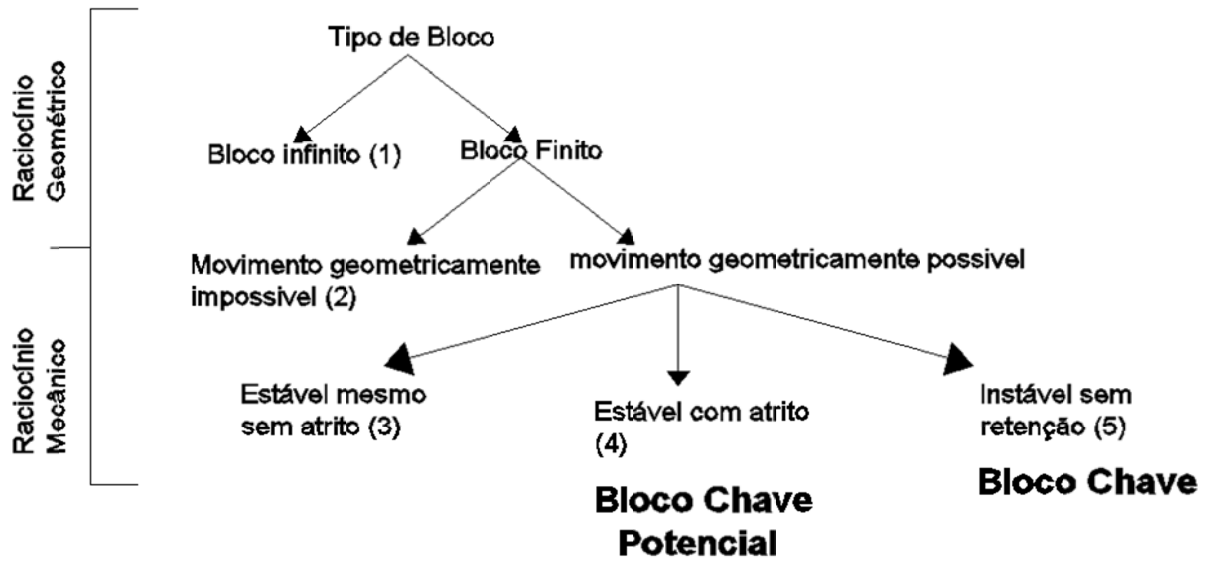 Raciocínio
Geométrico
Tipo de Bloco
Bloco infinito (1)
Bloco Finito
Movimento geometricamente
impossivel (2)
movimento geometricamente possivel
Raciocínio
Mecânico
Estável mesmo
sem atrito (3)
Estável com atrito
(4)
Bloco Chave
Potencial
Instável sem
retenção (5)
Bloco Chave